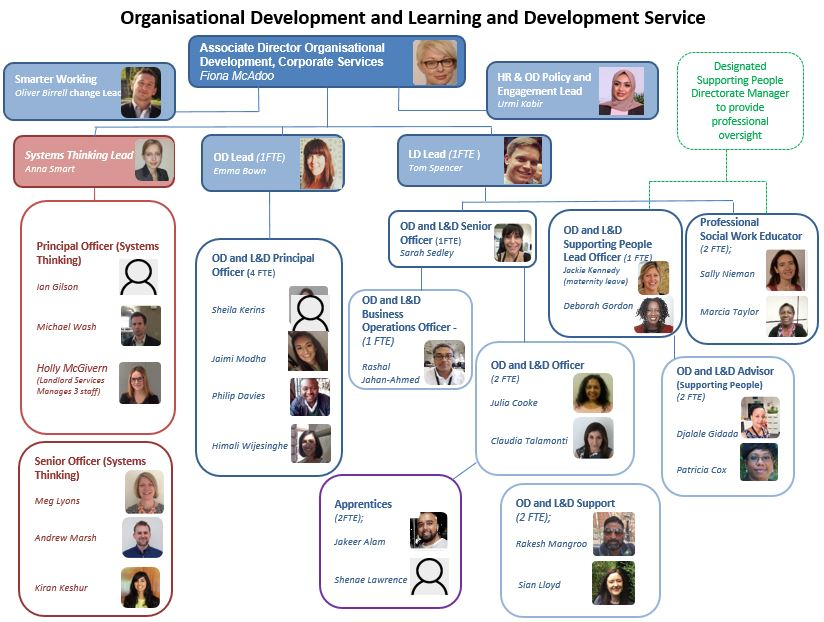 Organisational Development and Learning and Development Service
Associate Director Organisational
Development, Corporate Services
Fiona McAdoo
Smarter Working
Oliver Birrell change Lead
HR & OD Policy and
Engagement Lead
Urmi Kabir
Designated
Supporting People
Directorate Manager
to provide
professional
oversight
Systems Thinking Lead
Anna Smart
OD Lead (1FTE)
Emma Bown
LD Lead (1FTE )
Tom Spencer
Principal Officer (Systems
Thinking)
Ian Gilson
Michael Wash
Holly McGivern
(Landlord Services
Manages 3 staff)
Senior Officer (Systems
Thinking)
Meg Lyons
Andrew Marsh
Kiran Keshur
OD and L&D Principal
Officer (4 FTE)
Sheila Kerins
Jaimi Modha
Philip Davies
Himali Wijesinghe
OD and L&D Senior
Officer (1FTE)
Sarah Sedley
OD and L&D
Business
Operations Officer -
(1 FTE)
Rashal
Jahan-Ahmed
OD and L&D
Supporting People
Lead Officer (1 FTE)
Jackie Kennedy
(maternity leave)
Deborah Gordon
Professional
Social Work Educator
(2 FTE);
Sally Nieman
Marcia Taylor
OD and L&D Officer
(2 FTE)
Julia Cooke
Claudia Talamonti
OD and L&D Advisor
(Supporting People)
(2 FTE)
Djalale Gidada
Patricia Cox
Apprentices
(2FTE);
Jakeer Alam
Shenae Lawrence
OD and L&D Support
(2 FTE);
Rakesh Mangroo
Sian Lloyd